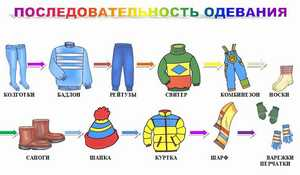 ПОСЛЕДОВАТЕЛЬНОСТЬ ОДЕВАНИЯ
КОЛГОТКИ БАДЛОН РЕЙТУЗЫ СВИТЕР КОМБИНЕЗОН НОСКИ
САПОГИ ШАПКА КУРТКА ШАРФ ВАРЕЖКИ
ПЕРЧАТКИ